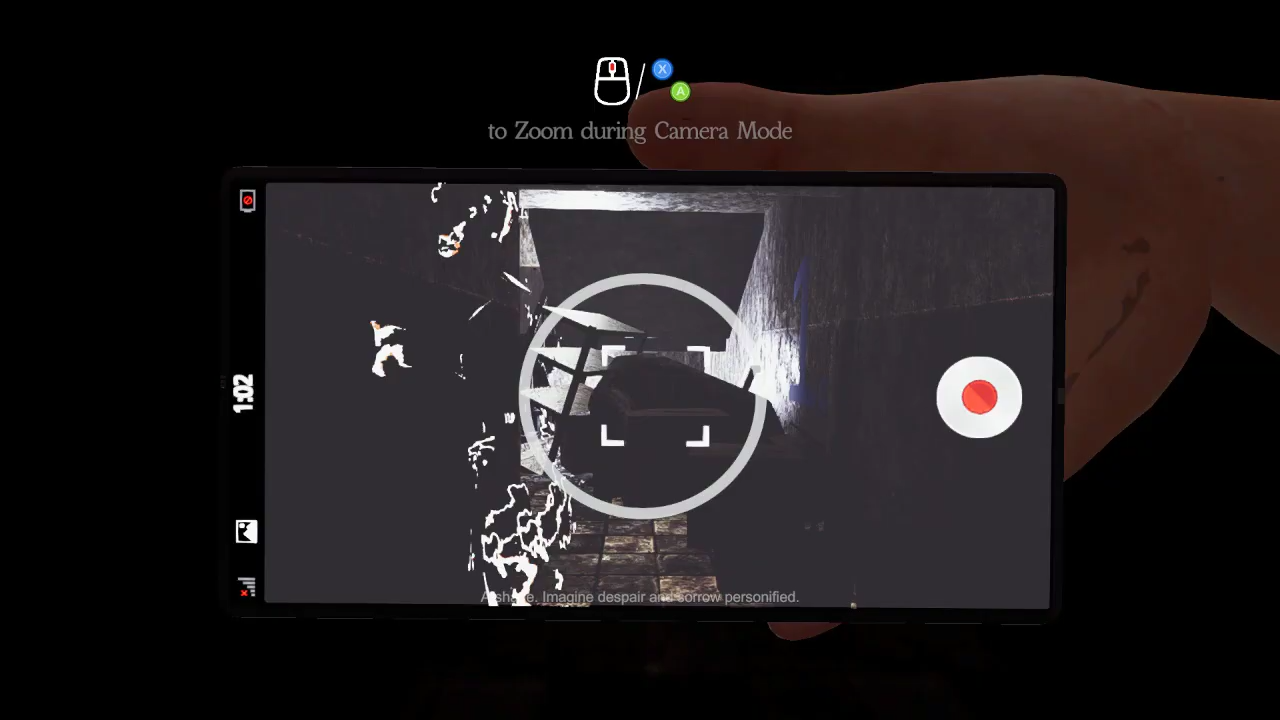 X
A
to Zoom during Camera Mode
1:02
Imagine despair and sorrow personified.